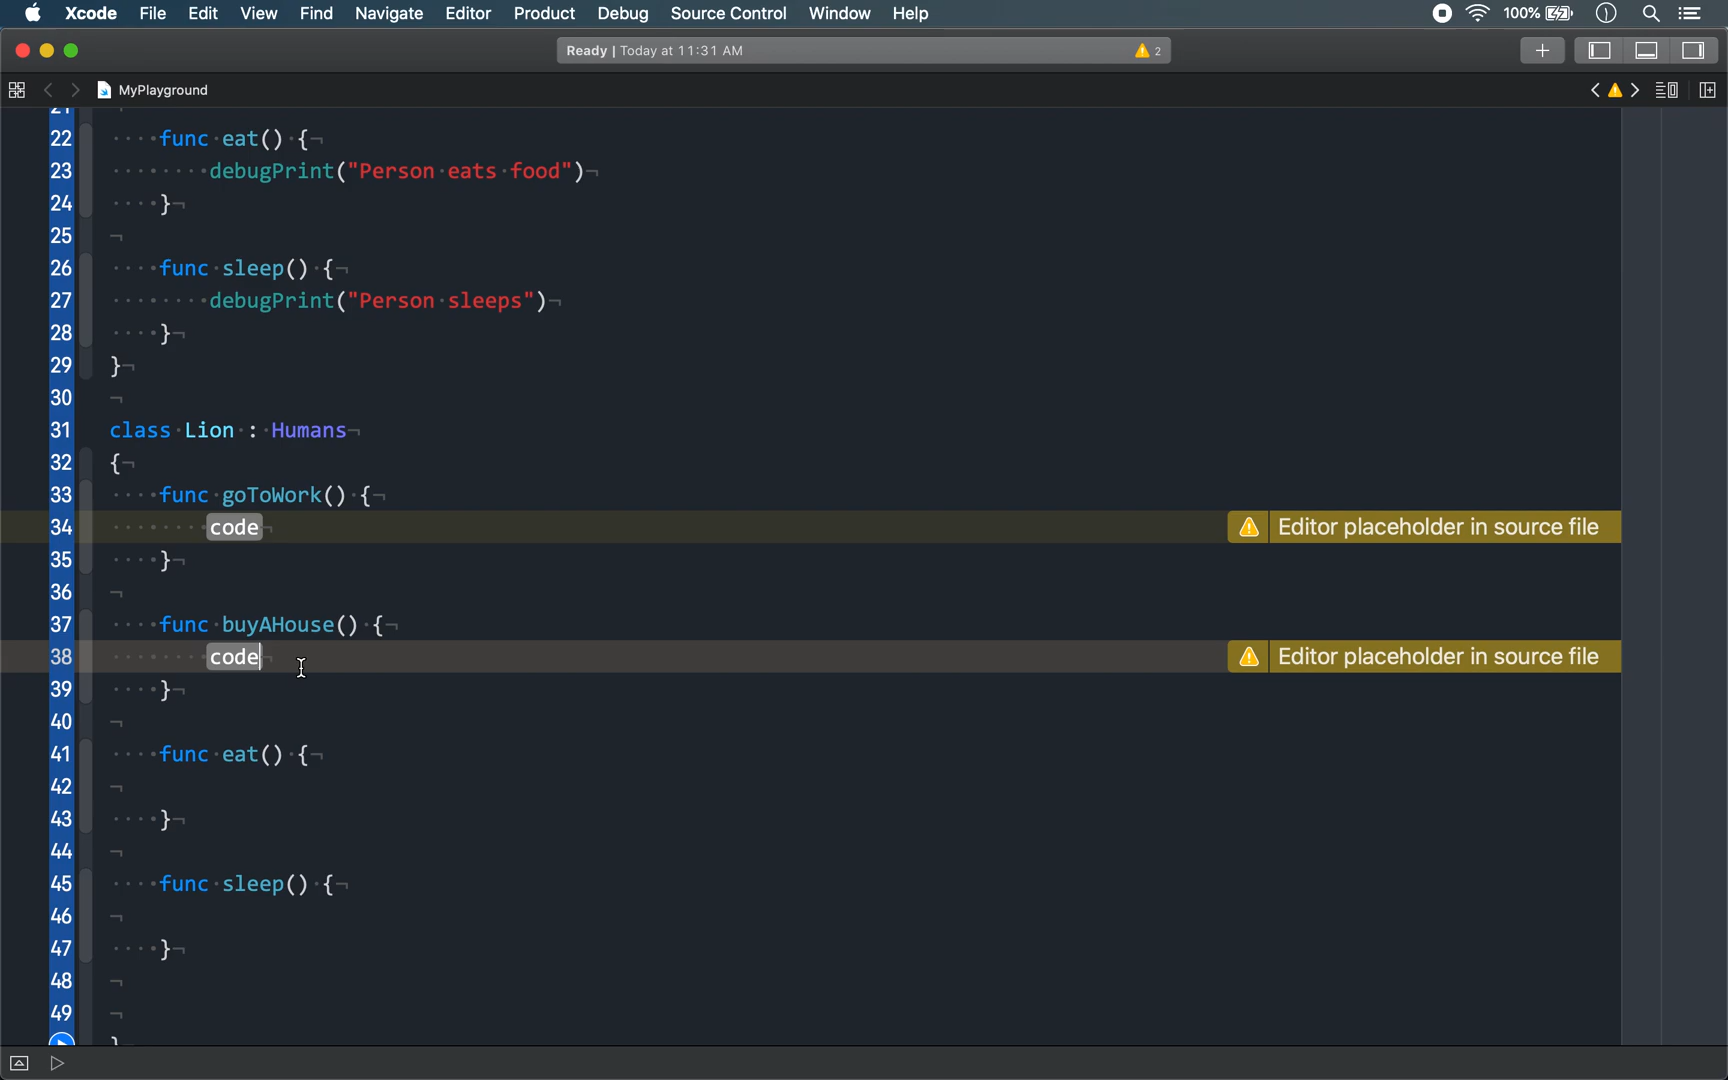 Xcode File Edit View Find Navigate Editor Product Debug Source Control Window Help 100%
Ready | Today at 11:31 AM 2
MyPlayground
21
22 func eat() {
23 debugPrint("Person eats food")
24 }
25
26 func sleep() {
27 debugPrint("Person sleeps")
28 }
29 }
30
31 class Lion : Humans
32 {
33 func goToWork() {
34 code Editor placeholder in source file
35 }
36
37 func buyAHouse() {
38 code Editor placeholder in source file
39 }
40
41 func eat() {
42
43 }
44
45 func sleep() {
46
47 }
48
49
}